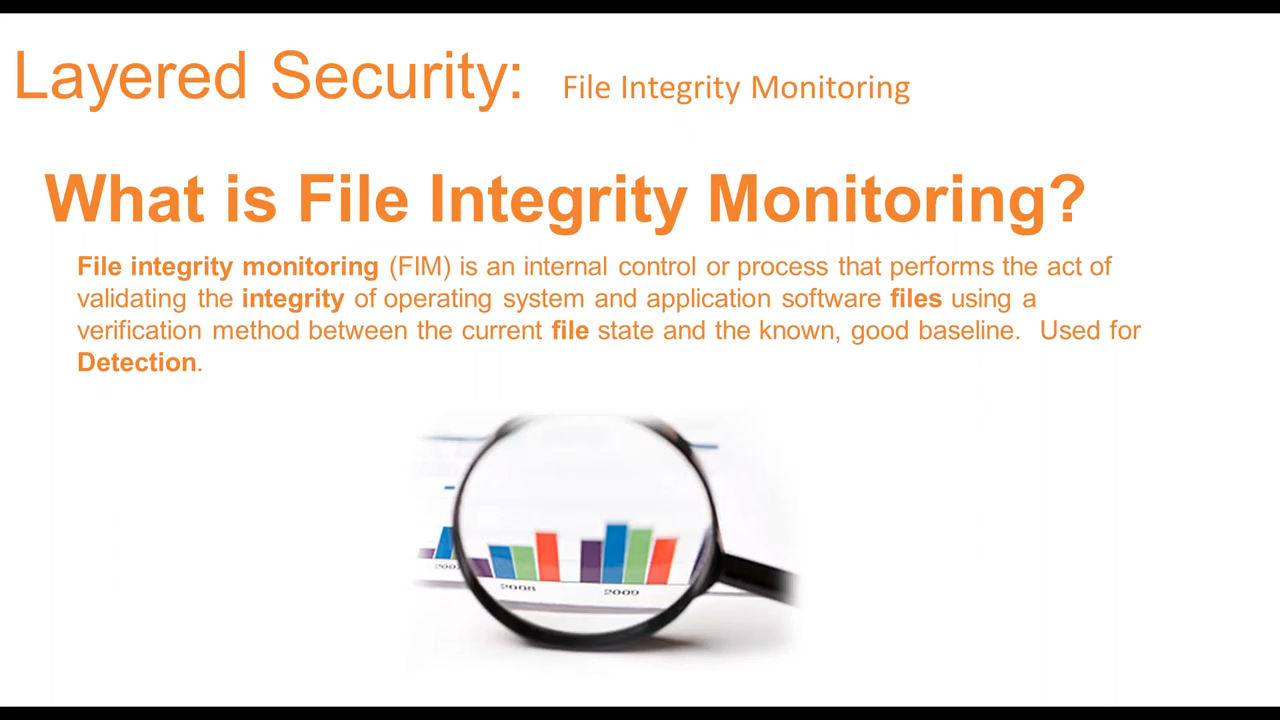 Layered Security: File Integrity Monitoring
What is File Integrity Monitoring?
File integrity monitoring (FIM) is an internal control or process that performs the act of
validating the integrity of operating system and application software files using a
verification method between the current file state and the known, good baseline. Used for
Detection.
2007 2008 2009